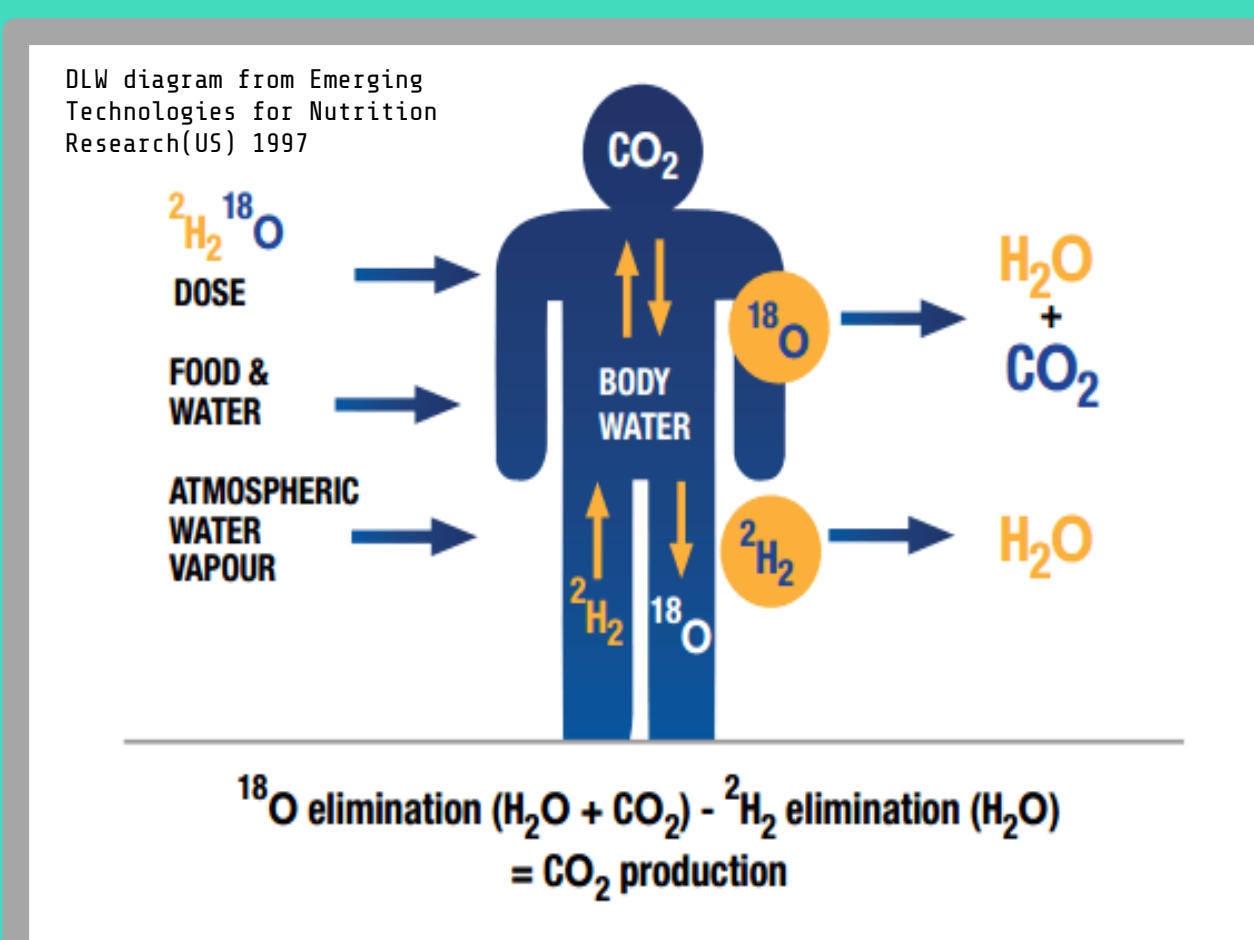 DLW diagram from Emerging
Technologies for Nutrition
Research(US) 1997
CO₂
²H₂¹⁸O
DOSE
FOOD &
WATER
ATMOSPHERIC
WATER
VAPOUR
BODY
WATER
²H₂
¹⁸O
¹⁸O
²H₂
H₂O
+
CO₂
H₂O
¹⁸O elimination (H₂O + CO₂) - ²H₂ elimination (H₂O)
= CO₂ production